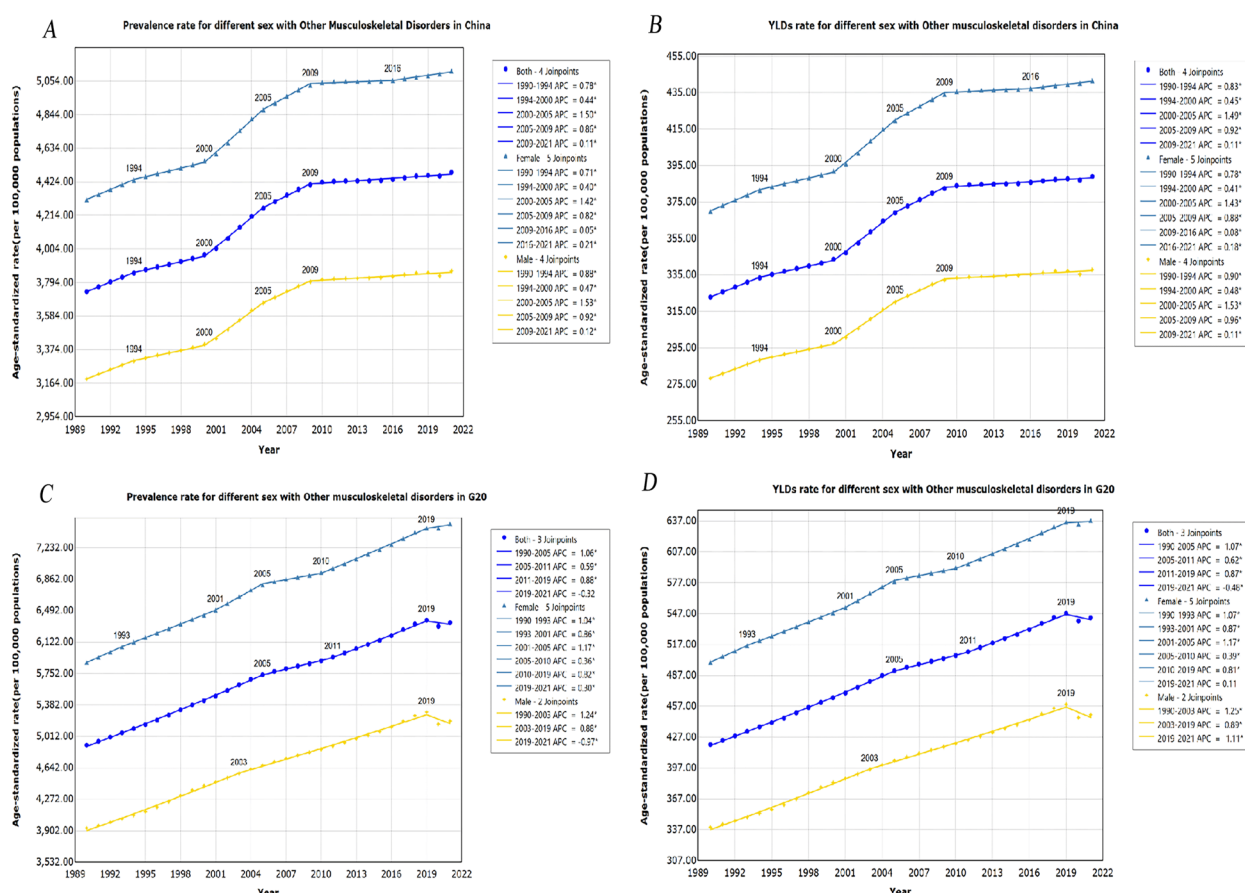 A
Prevalence rate for different sex with Other Musculoskeletal Disorders in China
Age-standardized rate(per 100,000 populations)
5,054.00
4,844.00
4,634.00
4,424.00
4,214.00
4,004.00
3,794.00
3,584.00
3,374.00
3,164.00
2,954.00
1989 1992 1995 1998 2001 2004 2007 2010 2013 2016 2019 2022
Year
1994 2000 2005 2009 2016
1994 2000 2005 2009
1994 2000 2005 2009
Both - 4 Joinpoints
1990-1994 APC = 0.78*
1994-2000 APC = 0.44*
2000-2005 APC = 1.50*
2005-2009 APC = 0.86*
2009-2021 APC = 0.11*
Female - 5 Joinpoints
1990-1994 APC = 0.71*
1994-2000 APC = 0.40*
2000-2005 APC = 1.42*
2005-2009 APC = 0.82*
2009-2016 APC = 0.05*
2016-2021 APC = 0.21*
Male - 4 Joinpoints
1990-1994 APC = 0.88*
1994-2000 APC = 0.47*
2000-2005 APC = 1.53*
2005-2009 APC = 0.92*
2009-2021 APC = 0.12*
B
YLDs rate for different sex with Other musculoskeletal disorders in China
Age-standardized rate(per 100,000 populations)
455.00
435.00
415.00
395.00
375.00
355.00
335.00
315.00
295.00
275.00
255.00
1989 1992 1995 1998 2001 2004 2007 2010 2013 2016 2019 2022
Year
1994 2000 2005 2009 2016
1994 2000 2005 2009
1994 2000 2005 2009
Both - 4 Joinpoints
1990-1994 APC = 0.83*
1994-2000 APC = 0.45*
2000-2005 APC = 1.49*
2005-2009 APC = 0.92*
2009-2021 APC = 0.11*
Female - 5 Joinpoints
1990-1994 APC = 0.78*
1994-2000 APC = 0.41*
2000-2005 APC = 1.43*
2005-2009 APC = 0.88*
2009-2016 APC = 0.08*
2016-2021 APC = 0.18*
Male - 4 Joinpoints
1990-1994 APC = 0.90*
1994-2000 APC = 0.48*
2000-2005 APC = 1.53*
2005-2009 APC = 0.96*
2009-2021 APC = 0.11*
C
Prevalence rate for different sex with Other musculoskeletal disorders in G20
Age-standardized rate(per 100,000 populations)
7,232.00
6,862.00
6,492.00
6,122.00
5,752.00
5,382.00
5,012.00
4,642.00
4,272.00
3,902.00
3,532.00
1989 1992 1995 1998 2001 2004 2007 2010 2013 2016 2019 2022
Year
1993 2001 2005 2010 2019
2005 2011 2019
2003 2019
Both - 3 Joinpoints
1990-2005 APC = 1.06*
2005-2011 APC = 0.59*
2011-2019 APC = 0.88*
2019-2021 APC = -0.32
Female - 5 Joinpoints
1990-1993 APC = 1.04*
1993-2001 APC = 0.86*
2001-2005 APC = 1.17*
2005-2010 APC = 0.36*
2010-2019 APC = 0.82*
2019-2021 APC = 0.30*
Male - 2 Joinpoints
1990-2003 APC = 1.24*
2003-2019 APC = 0.86*
2019-2021 APC = -0.97*
D
YLDs rate for different sex with Other musculoskeletal disorders in G20
Age-standardized rate(per 100,000 populations)
637.00
607.00
577.00
547.00
517.00
487.00
457.00
427.00
397.00
367.00
337.00
307.00
1989 1992 1995 1998 2001 2004 2007 2010 2013 2016 2019 2022
Year
1993 2001 2005 2010 2019
2005 2011 2019
2003 2019
Both - 3 Joinpoints
1990-2005 APC = 1.07*
2005-2011 APC = 0.62*
2011-2019 APC = 0.87*
2019-2021 APC = -0.46*
Female - 5 Joinpoints
1990-1993 APC = 1.07*
1993-2001 APC = 0.87*
2001-2005 APC = 1.17*
2005-2010 APC = 0.39*
2010-2019 APC = 0.81*
2019-2021 APC = 0.11
Male - 2 Joinpoints
1990-2003 APC = 1.25*
2003-2019 APC = 0.89*
2019-2021 APC = 1.11*